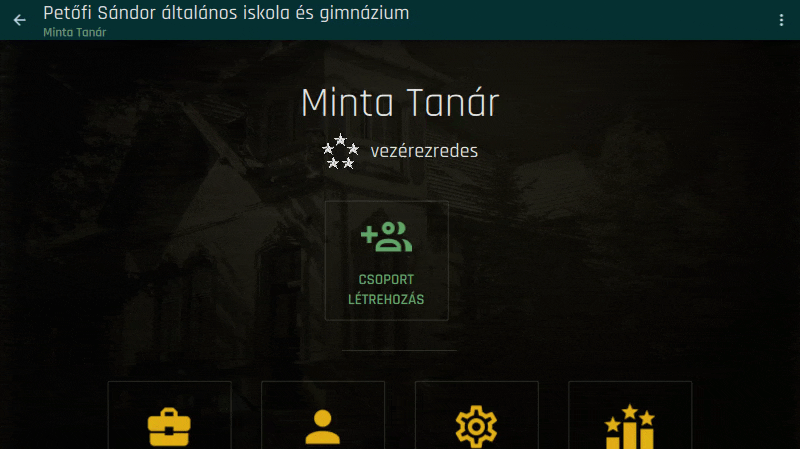 Petőfi Sándor általános iskola és gimnázium
Minta Tanár
Minta Tanár
vezérezredes
CSOPORT
LÉTREHOZÁS